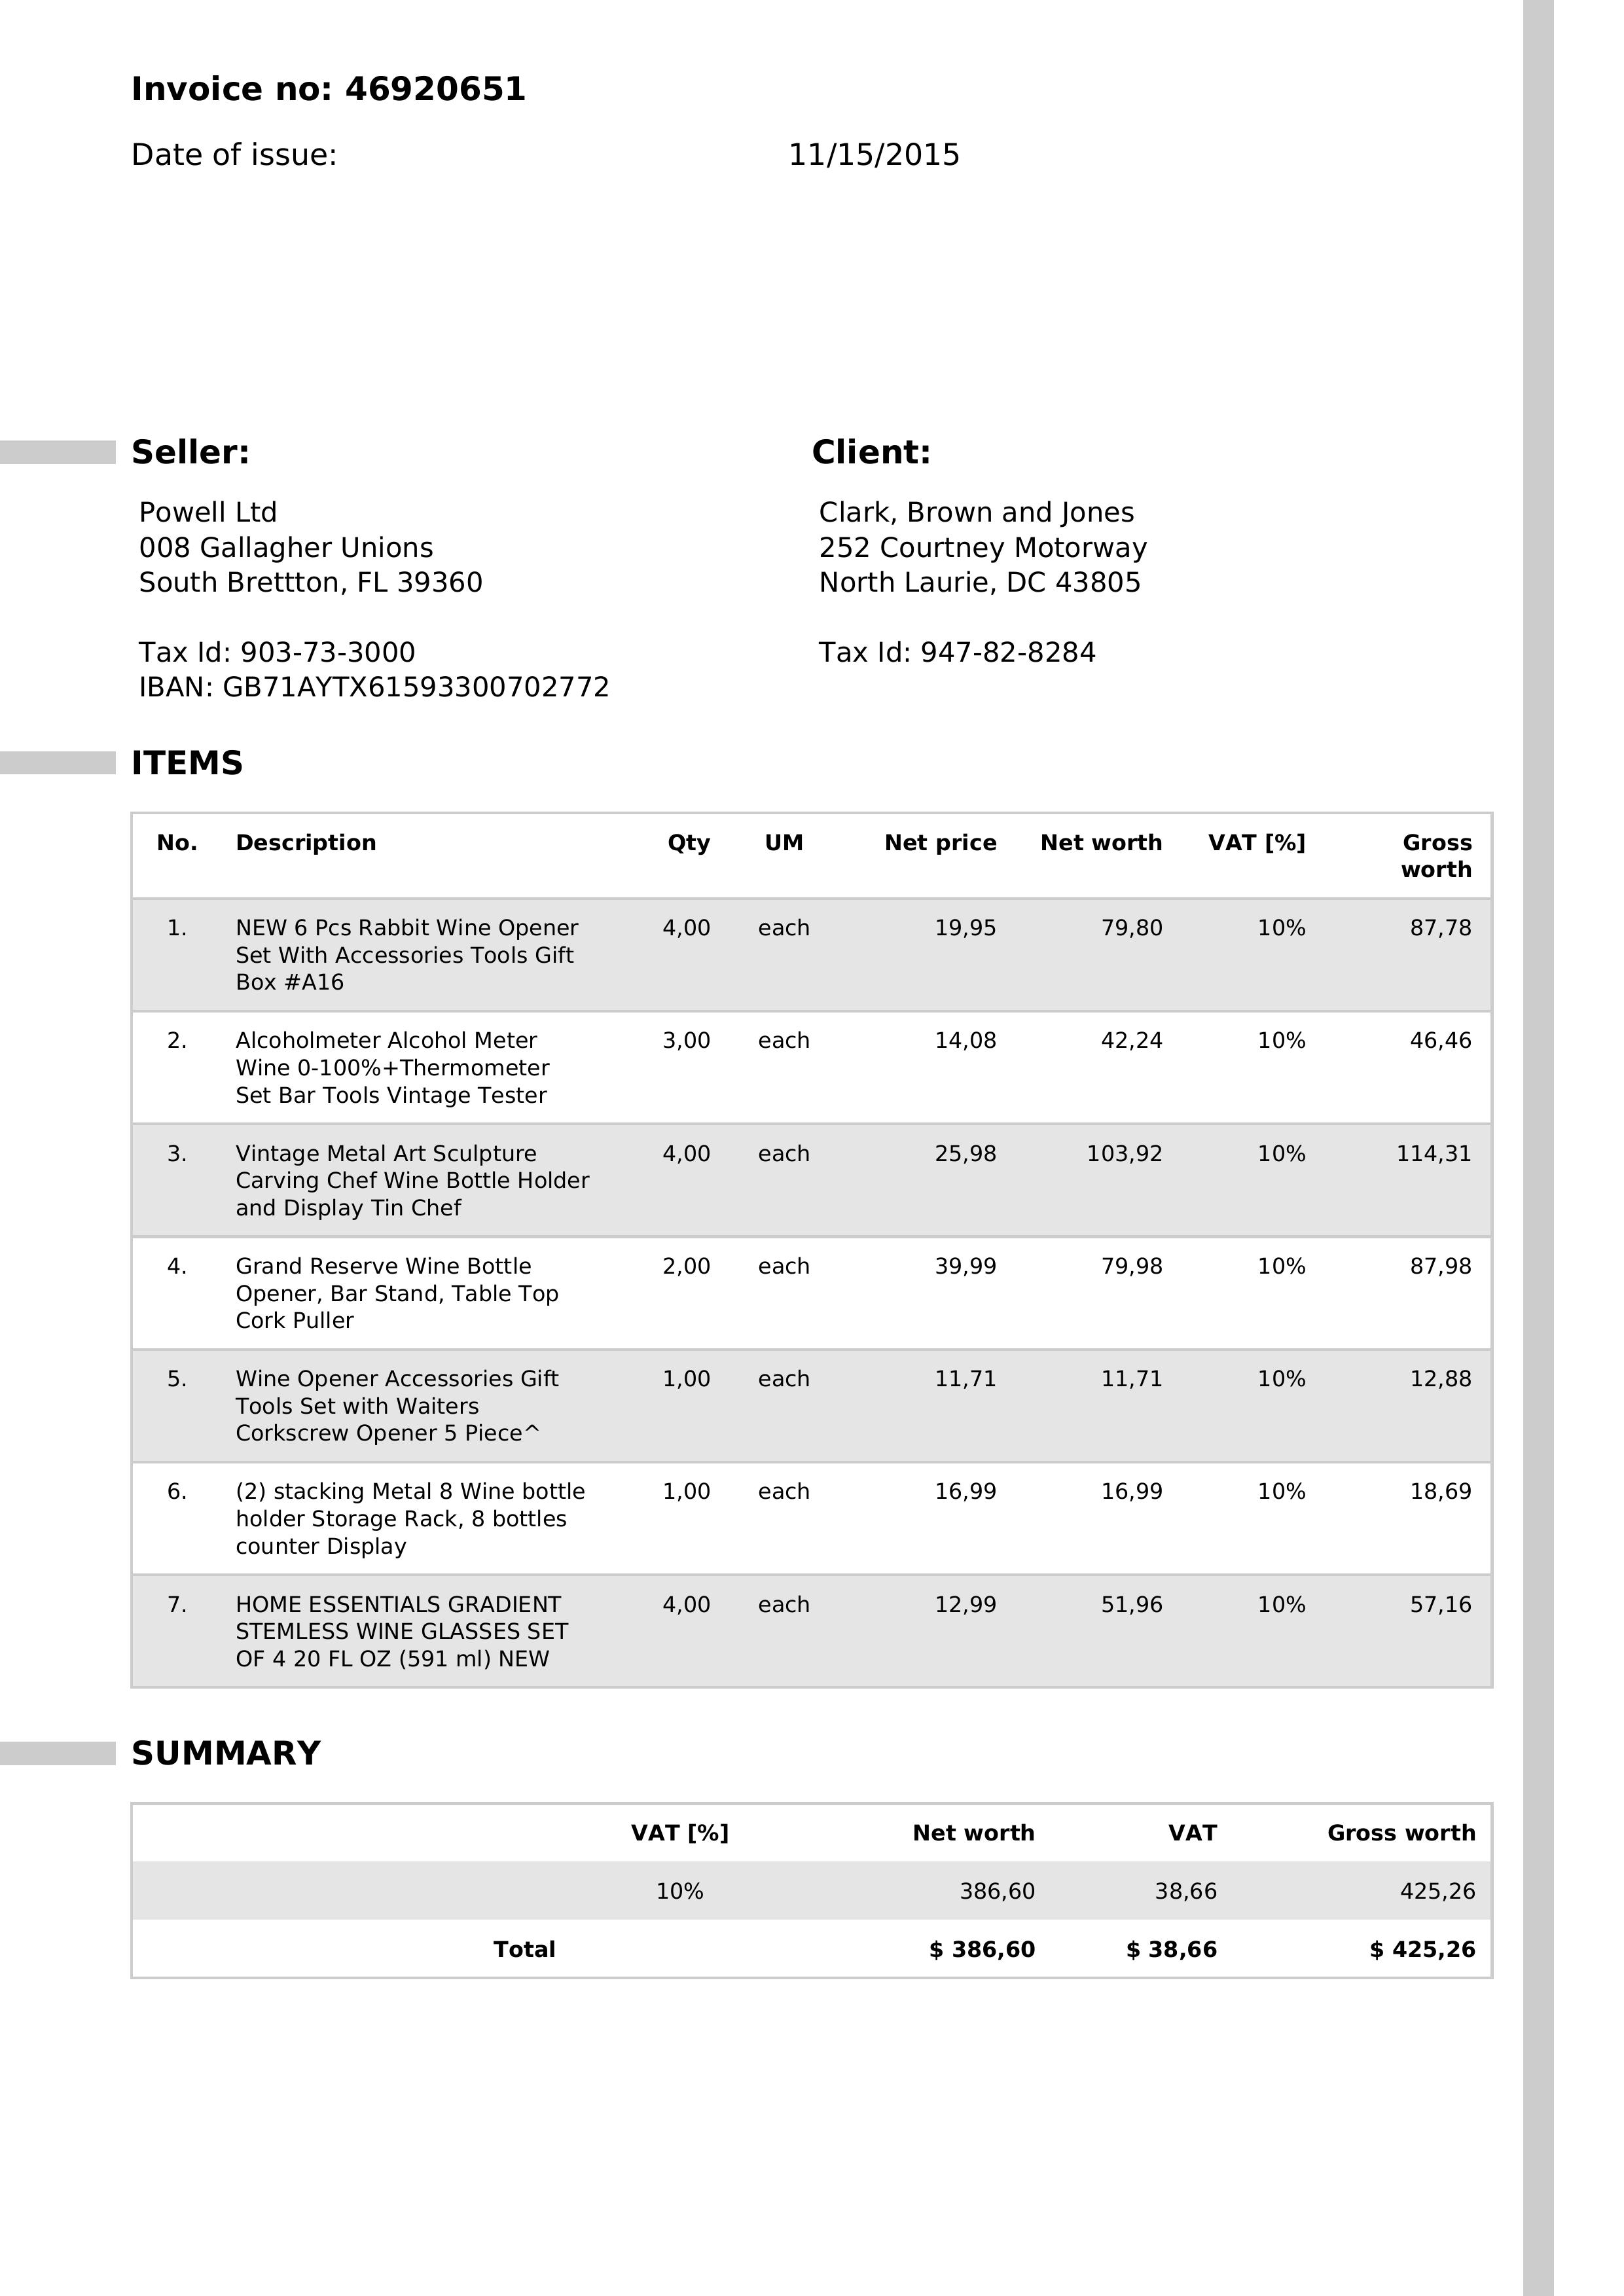 Invoice no: 46920651
Date of issue: 11/15/2015
Seller: Client:
Powell Ltd Clark, Brown and Jones
008 Gallagher Unions 252 Courtney Motorway
South Brettton, FL 39360 North Laurie, DC 43805
Tax Id: 903-73-3000 Tax Id: 947-82-8284
IBAN: GB71AYTX61593300702772
ITEMS
No. Description Qty UM Net price Net worth VAT [%] Gross
worth
1. NEW 6 Pcs Rabbit Wine Opener 4,00 each 19,95 79,80 10% 87,78
Set With Accessories Tools Gift
Box #A16
2. Alcoholmeter Alcohol Meter 3,00 each 14,08 42,24 10% 46,46
Wine 0-100%+Thermometer
Set Bar Tools Vintage Tester
3. Vintage Metal Art Sculpture 4,00 each 25,98 103,92 10% 114,31
Carving Chef Wine Bottle Holder
and Display Tin Chef
4. Grand Reserve Wine Bottle 2,00 each 39,99 79,98 10% 87,98
Opener, Bar Stand, Table Top
Cork Puller
5. Wine Opener Accessories Gift 1,00 each 11,71 11,71 10% 12,88
Tools Set with Waiters
Corkscrew Opener 5 Piece^
6. (2) stacking Metal 8 Wine bottle 1,00 each 16,99 16,99 10% 18,69
holder Storage Rack, 8 bottles
counter Display
7. HOME ESSENTIALS GRADIENT 4,00 each 12,99 51,96 10% 57,16
STEMLESS WINE GLASSES SET
OF 4 20 FL OZ (591 ml) NEW
SUMMARY
VAT [%] Net worth VAT Gross worth
10% 386,60 38,66 425,26
Total $ 386,60 $ 38,66 $ 425,26